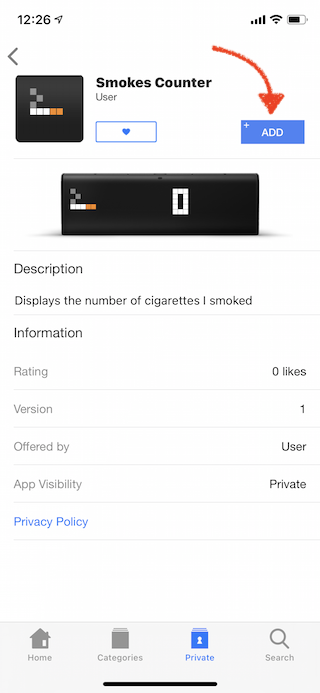 12:26
Smokes Counter
User
+ ADD
0
Description
Displays the number of cigarettes I smoked
Information
Rating 0 likes
Version 1
Offered by User
App Visibility Private
Privacy Policy
Home Categories Private Search